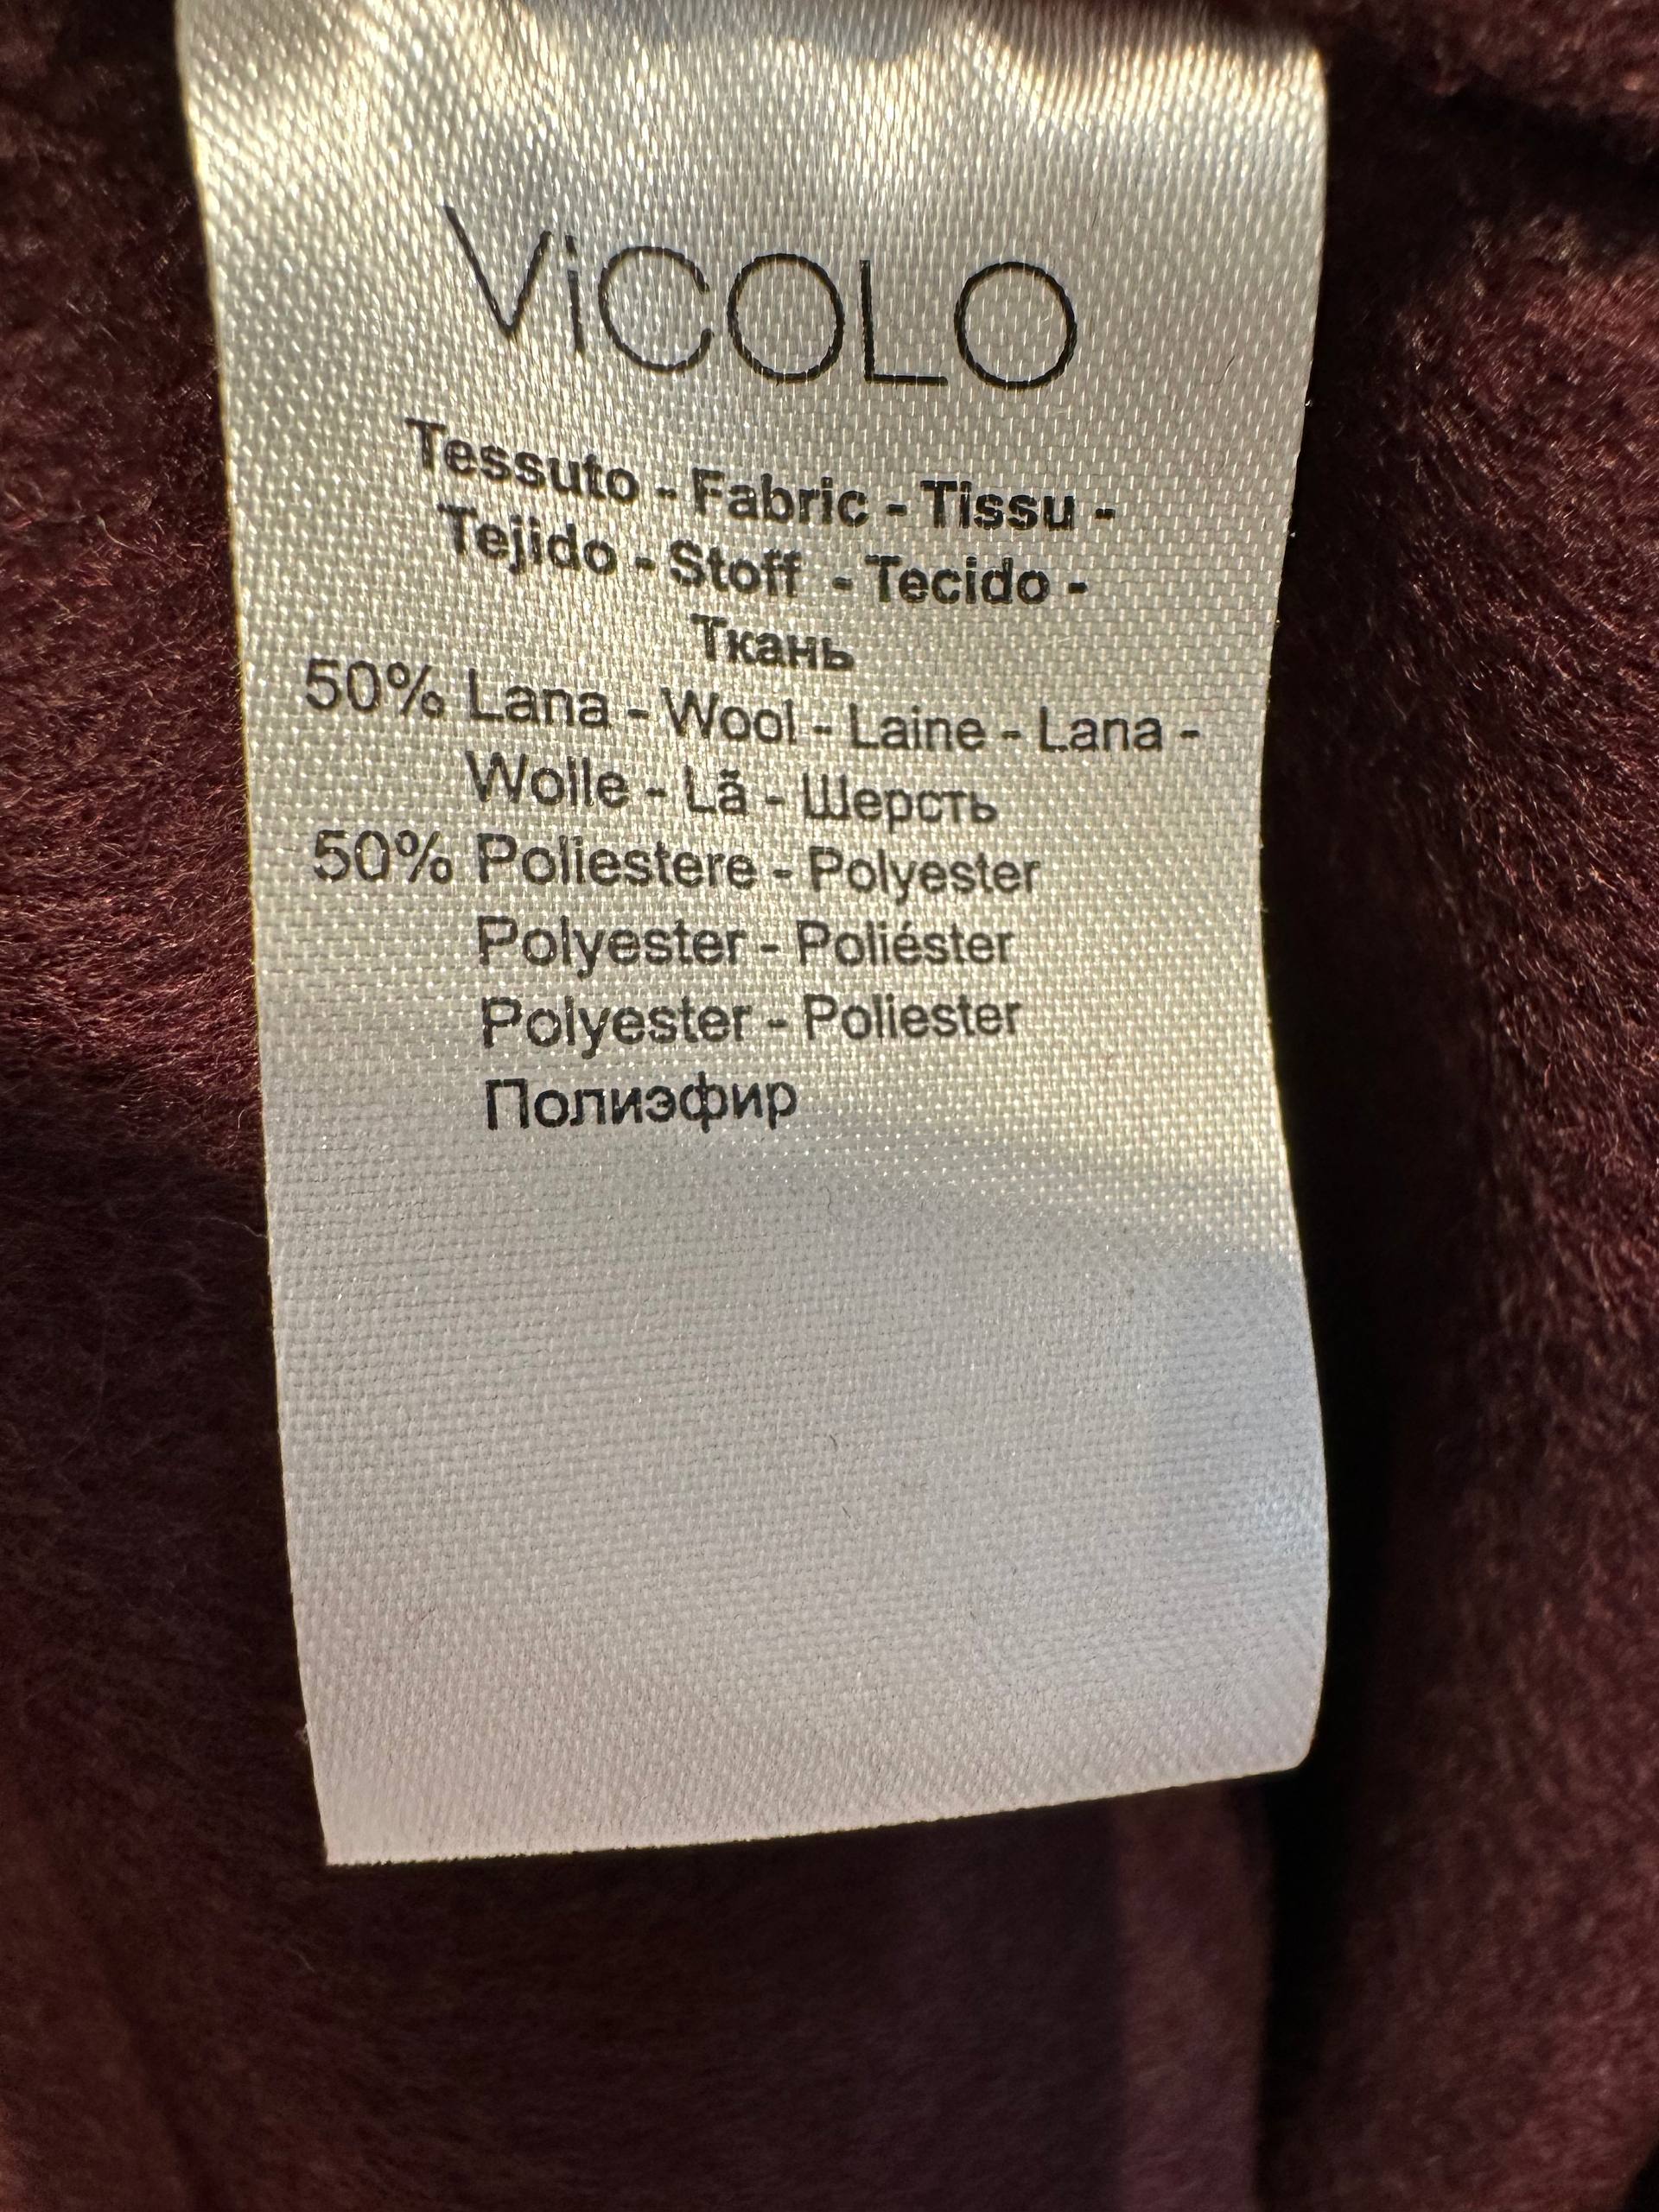 ViCOLO
Tessuto - Fabric - Tissu -
Tejido - Stoff - Tecido -
Ткань
50% Lana - Wool - Laine - Lana -
Wolle - Lã - Шерсть
50% Poliestere - Polyester
Polyester - Poliéster
Polyester - Poliester
Полиэфир